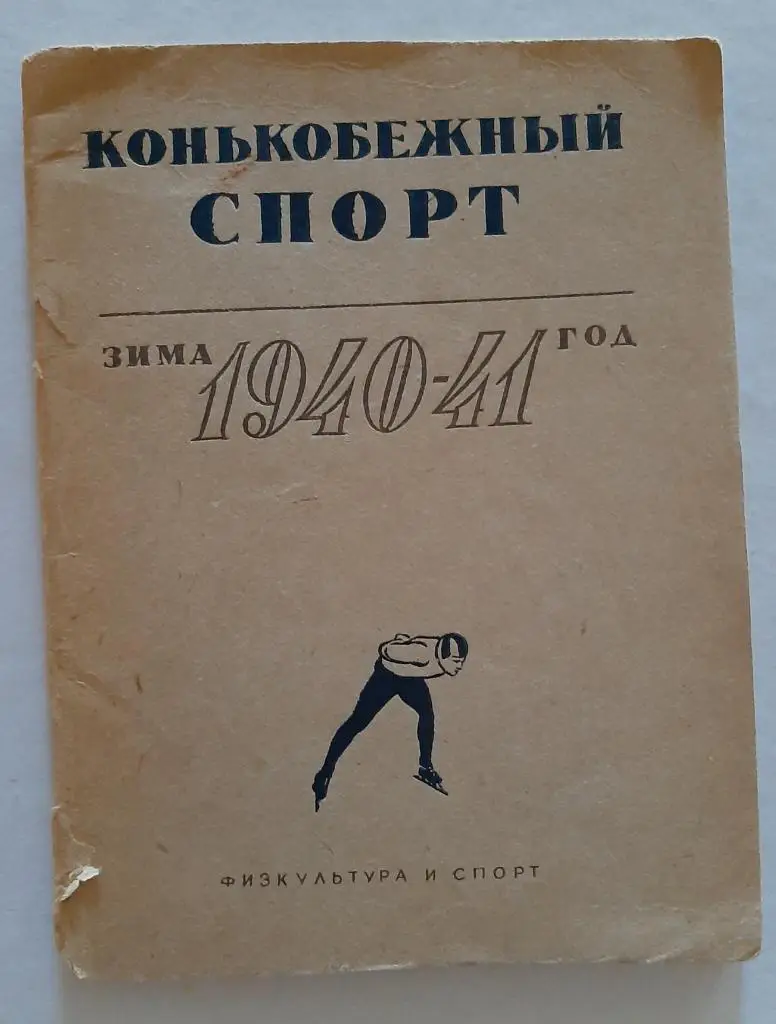 КОНЬКОБЕЖНЫЙ
СПОРТ
ЗИМА 1940-41 ГОД
ФИЗКУЛЬТУРА И СПОРТ